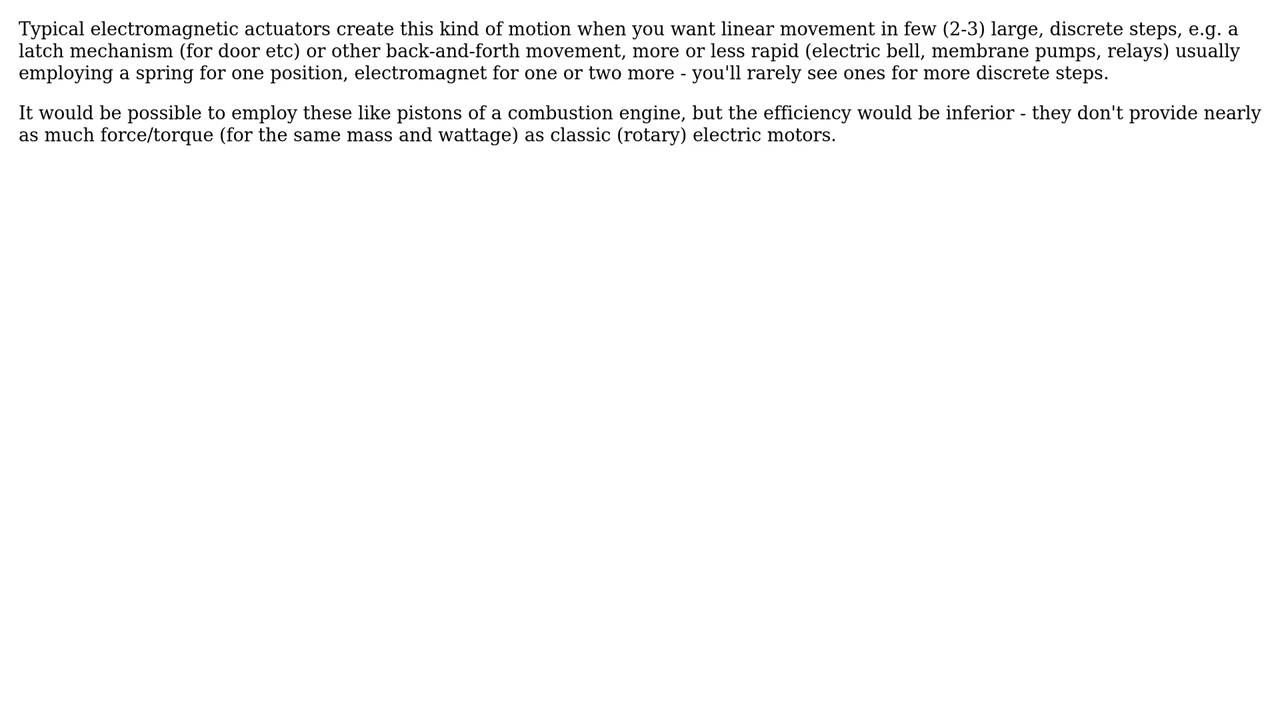 Typical electromagnetic actuators create this kind of motion when you want linear movement in few (2-3) large, discrete steps, e.g. a
latch mechanism (for door etc) or other back-and-forth movement, more or less rapid (electric bell, membrane pumps, relays) usually
employing a spring for one position, electromagnet for one or two more - you'll rarely see ones for more discrete steps.
It would be possible to employ these like pistons of a combustion engine, but the efficiency would be inferior - they don't provide nearly
as much force/torque (for the same mass and wattage) as classic (rotary) electric motors.